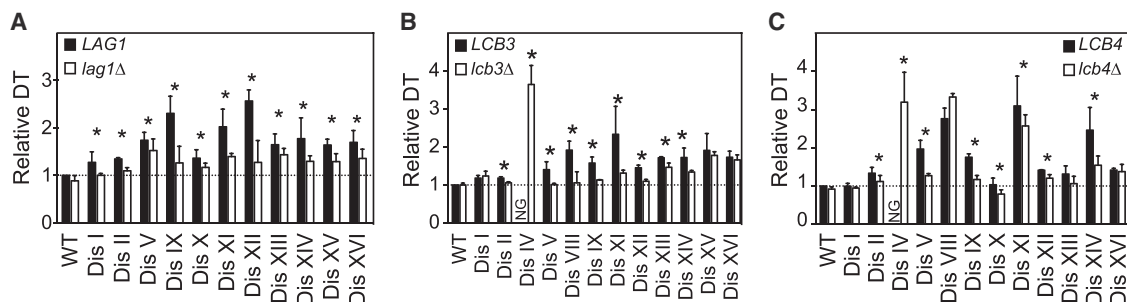 A
Relative DT
3
2
1
0
LAG1
lag1Δ
* * * * * * * * * * *
WT
Dis I
Dis II
Dis V
Dis IX
Dis X
Dis XI
Dis XII
Dis XIII
Dis XIV
Dis XV
Dis XVI
B
Relative DT
4
3
2
1
0
LCB3
lcb3Δ
* * * * * * * * *
NG
WT
Dis I
Dis II
Dis IV
Dis V
Dis VIII
Dis IX
Dis XI
Dis XII
Dis XIII
Dis XIV
Dis XV
Dis XVI
C
Relative DT
4
3
2
1
0
LCB4
lcb4Δ
* * * * * * * *
NG
WT
Dis I
Dis II
Dis IV
Dis V
Dis VIII
Dis IX
Dis X
Dis XI
Dis XII
Dis XIII
Dis XIV
Dis XVI